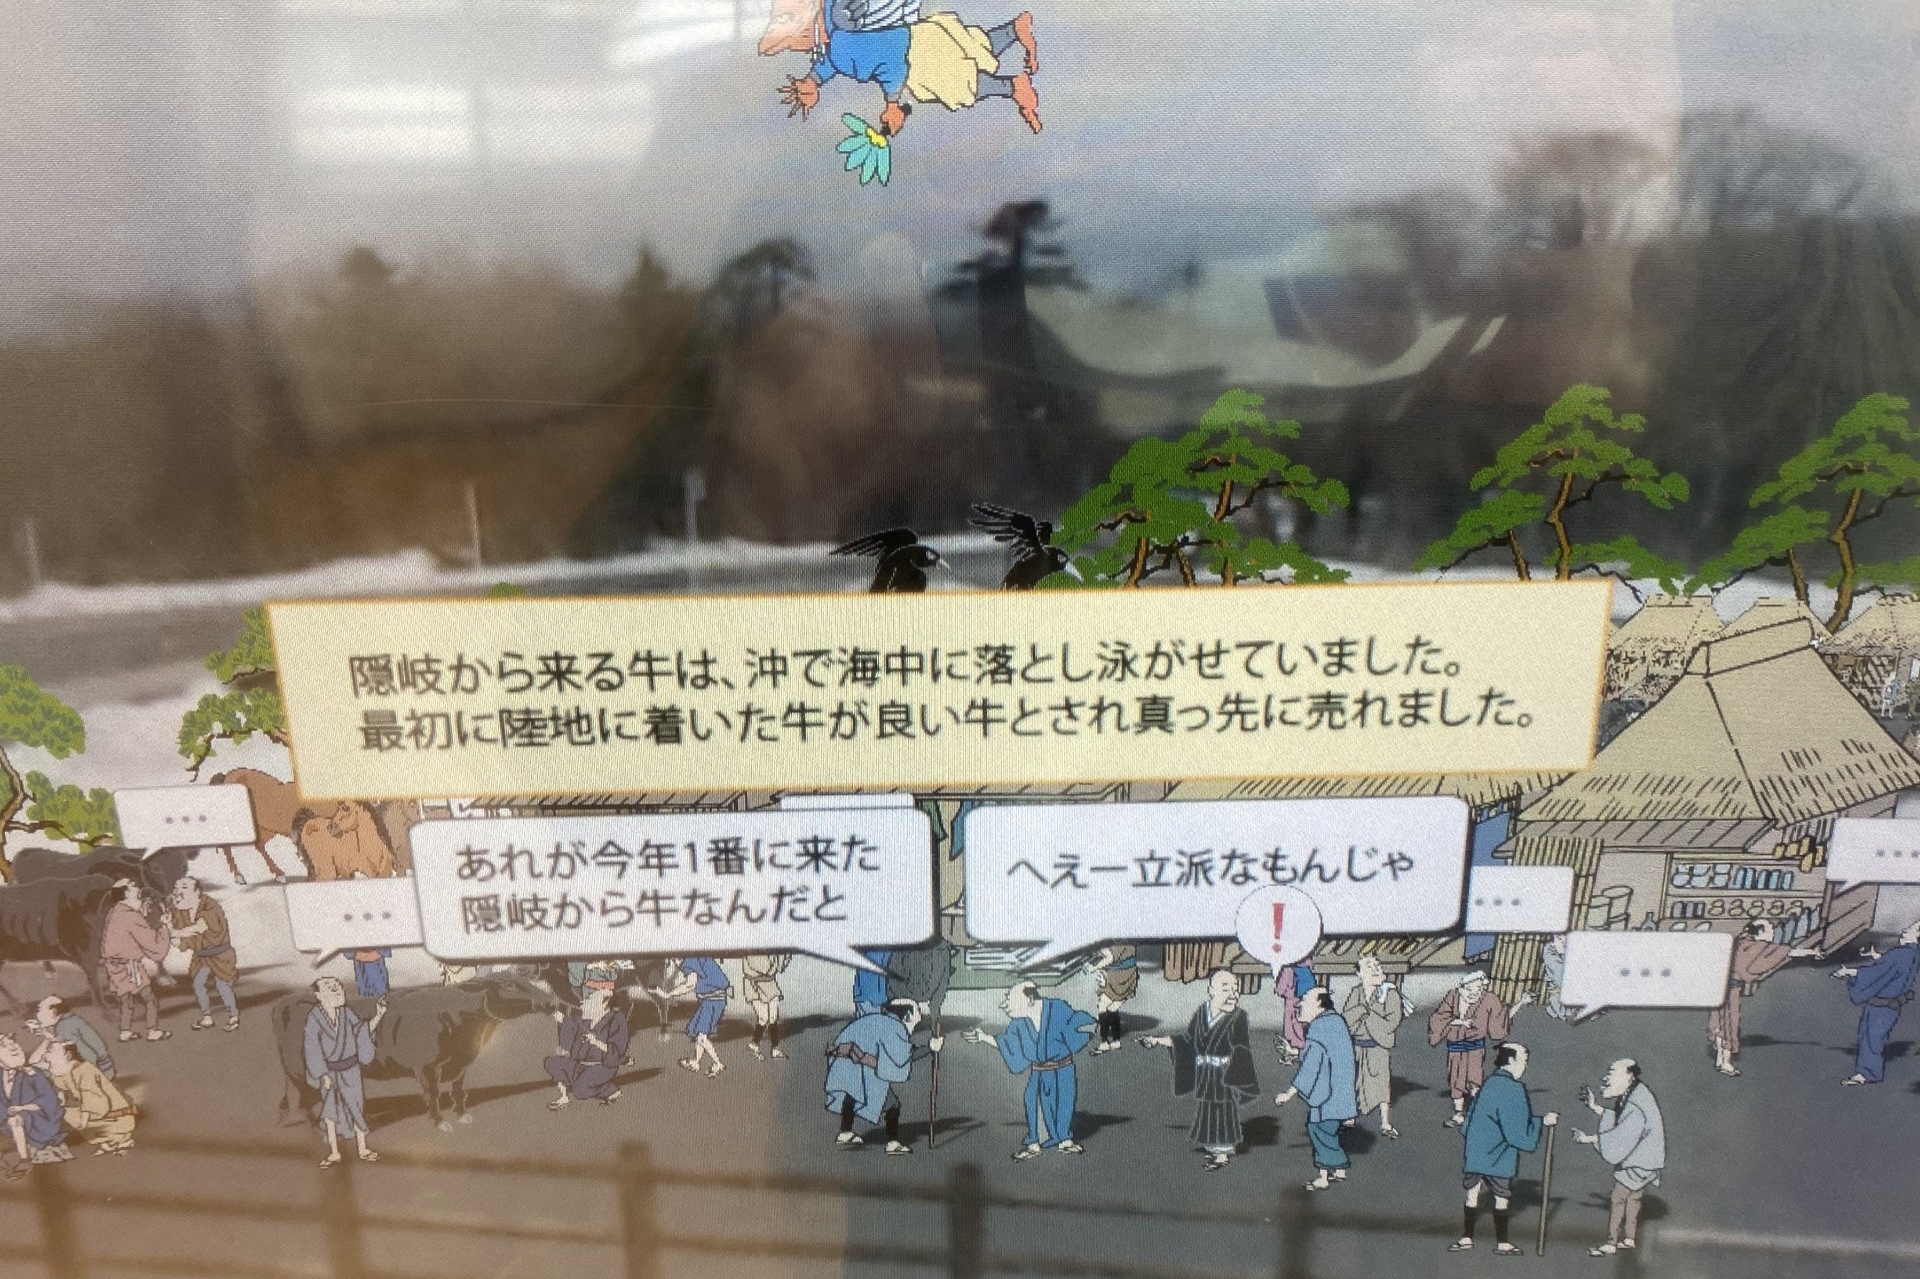 隠岐から来る牛は、沖で海中に落とし泳がせていました。
最初に陸地に着いた牛が良い牛とされ真っ先に売れました。
…
あれが今年1番に来た
隠岐から牛なんだと
へえー立派なもんじゃ
！
…
…
…
…